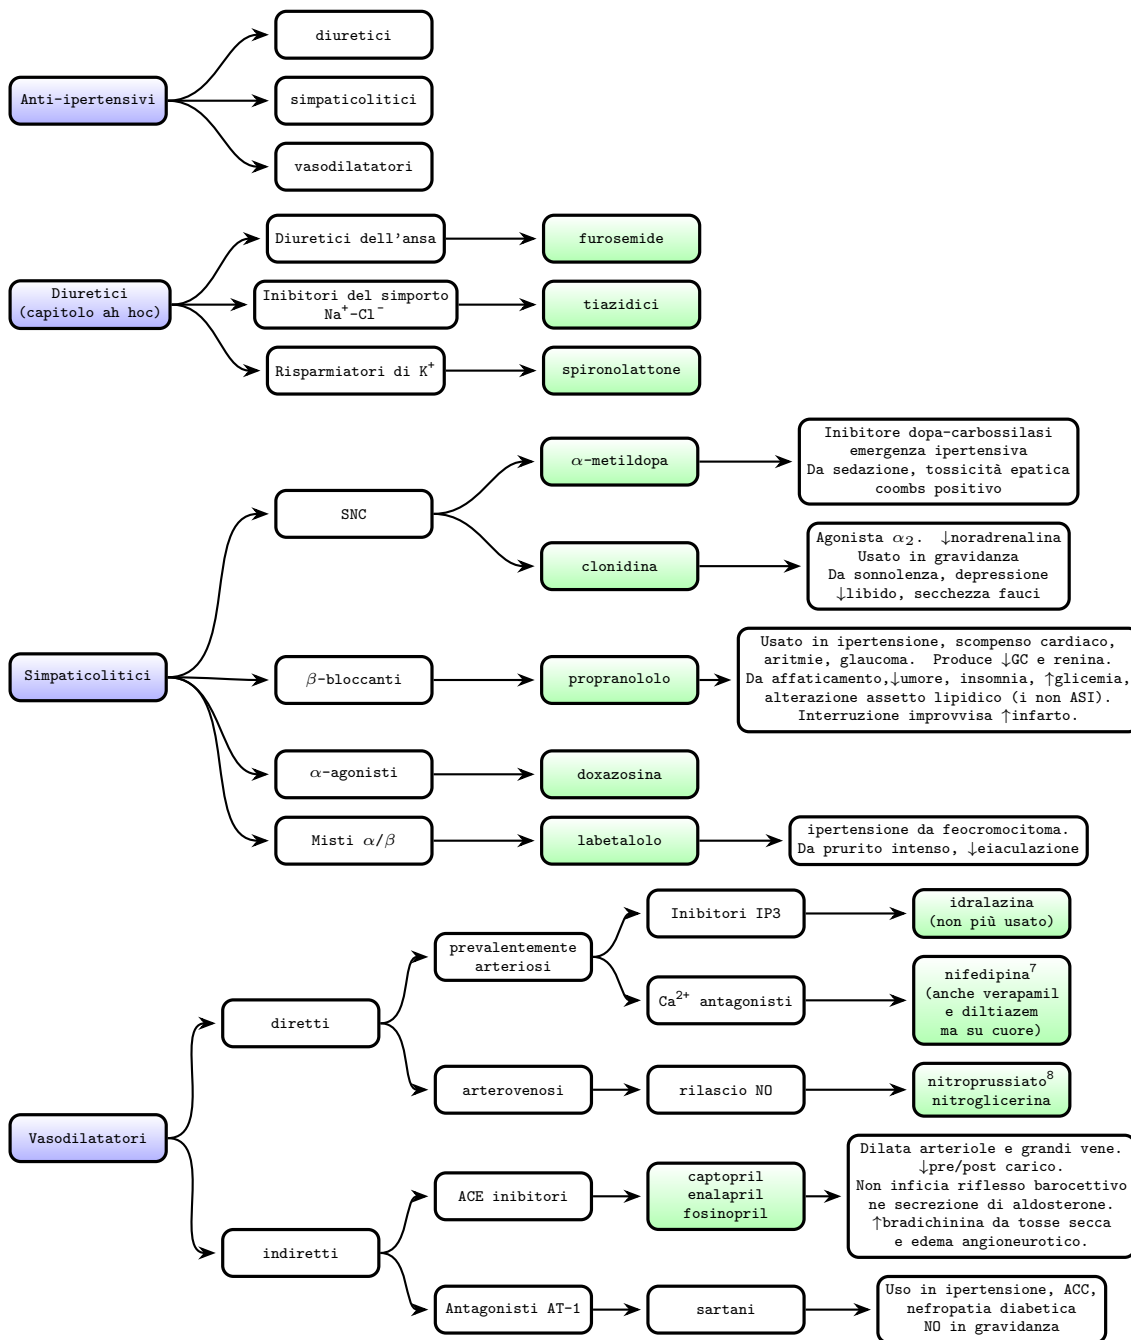 Anti-ipertensivi
diuretici
simpaticolitici
vasodilatatori
Diuretici
(capitolo ah hoc)
Diuretici dell'ansa
furosemide
Inibitori del simporto
Na⁺-Cl⁻
tiazidici
Risparmiatori di K⁺
spironolattone
Simpaticolitici
SNC
α-metildopa
Inibitore dopa-carbossilasi
emergenza ipertensiva
Da sedazione, tossicità epatica
coombs positivo
clonidina
Agonista α₂. ↓noradrenalina
Usato in gravidanza
Da sonnolenza, depressione
↓libido, secchezza fauci
β-bloccanti
propranololo
Usato in ipertensione, scompenso cardiaco,
aritmie, glaucoma. Produce ↓GC e renina.
Da affaticamento,↓umore, insomnia, ↑glicemia,
alterazione assetto lipidico (i non ASI).
Interruzione improvvisa ↑infarto.
α-agonisti
doxazosina
Misti α/β
labetalolo
ipertensione da feocromocitoma.
Da prurito intenso, ↓eiaculazione
Vasodilatatori
diretti
prevalentemente
arteriosi
Inibitori IP3
idralazina
(non più usato)
Ca²⁺ antagonisti
nifedipina⁷
(anche verapamil
e diltiazem
ma su cuore)
arterovenosi
rilascio NO
nitroprussiato⁸
nitroglicerina
indiretti
ACE inibitori
captopril
enalapril
fosinopril
Dilata arteriole e grandi vene.
↓pre/post carico.
Non inficia riflesso barocettivo
ne secrezione di aldosterone.
↑bradichinina da tosse secca
e edema angioneurotico.
Antagonisti AT-1
sartani
Uso in ipertensione, ACC,
nefropatia diabetica
NO in gravidanza